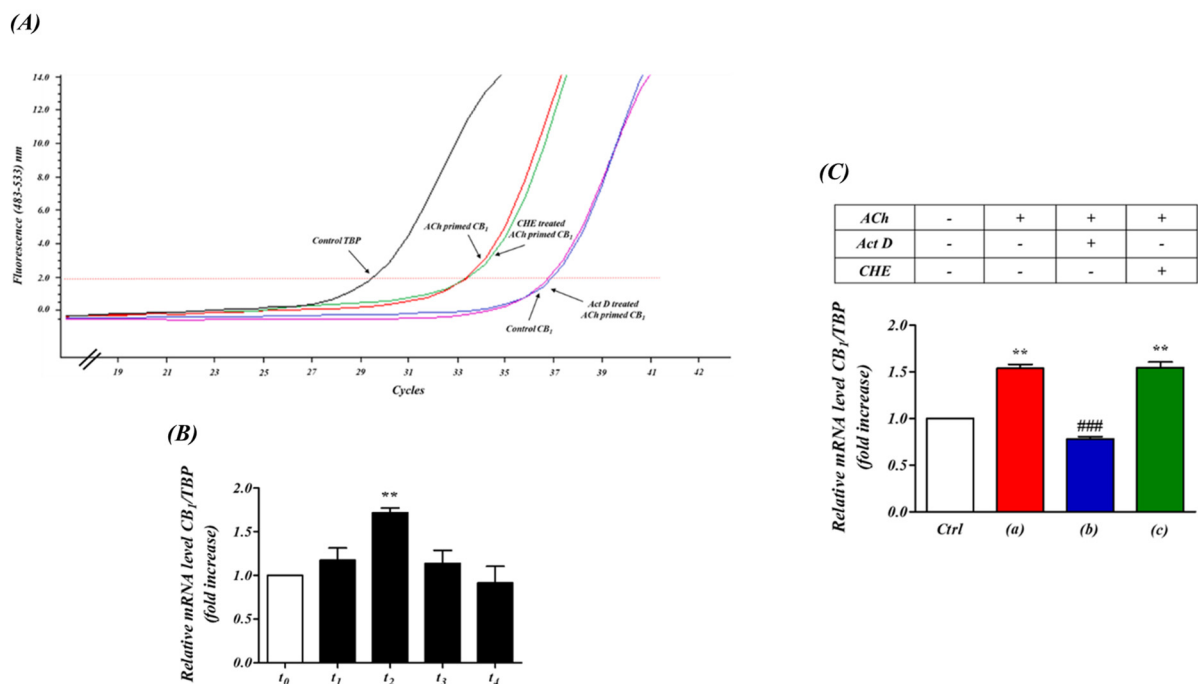 (A)
14.0
12.0
10.0
8.0
6.0
4.0
2.0
0.0
Fluorescence (483-533) nm
Control TBP
ACh primed CB1
CHE treated
ACh primed CB1
Control CB1
Act D treated
ACh primed CB1
19 21 23 25 27 29 31 33 35 37 39 41 42
Cycles
(B)
Relative mRNA level CB1/TBP
(fold increase)
2.0
1.5
1.0
0.5
0.0
**
t0 t1 t2 t3 t4
(C)
ACh - + + +
Act D - - + -
CHE - - - +
Relative mRNA level CB1/TBP
(fold increase)
2.0
1.5
1.0
0.5
0.0
** ### **
Ctrl (a) (b) (c)